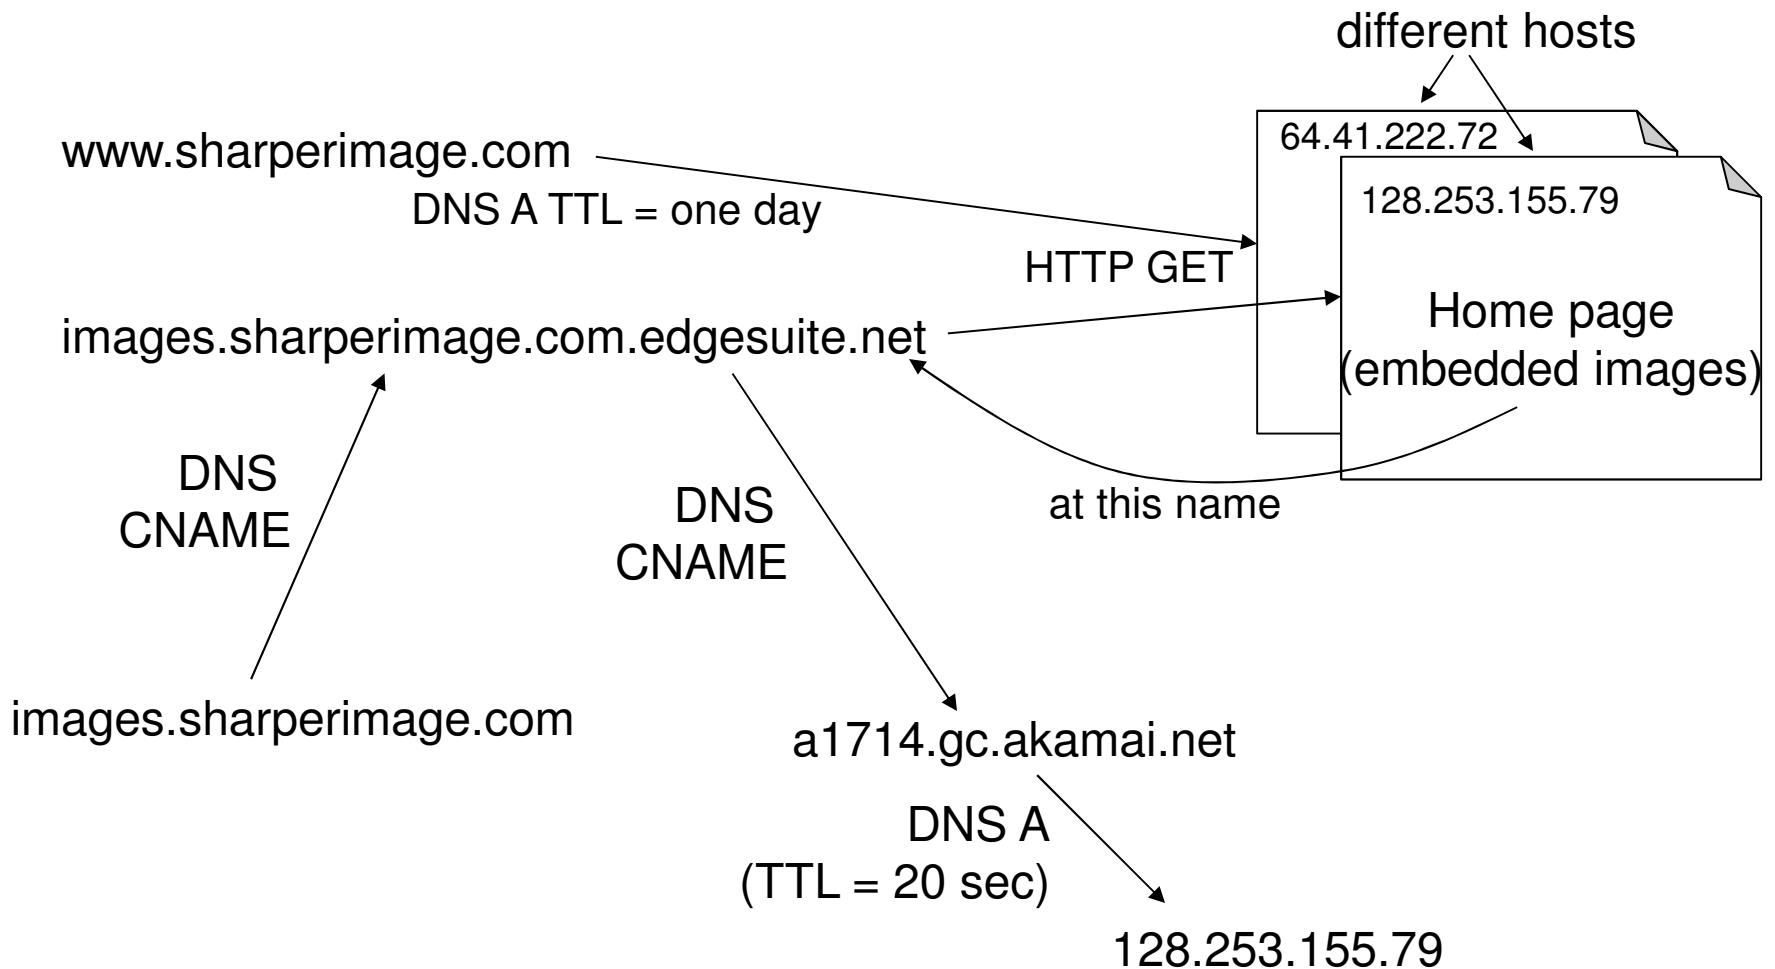 different hosts
64.41.222.72
www.sharperimage.com
128.253.155.79
DNS A TTL = one day
HTTP GET
Home page
images.sharperimage.com.edgesuite.net
(embedded images)
DNS
CNAME
DNS
CNAME
at this name
images.sharperimage.com
a1714.gc.akamai.net
DNS A
(TTL = 20 sec)
128.253.155.79